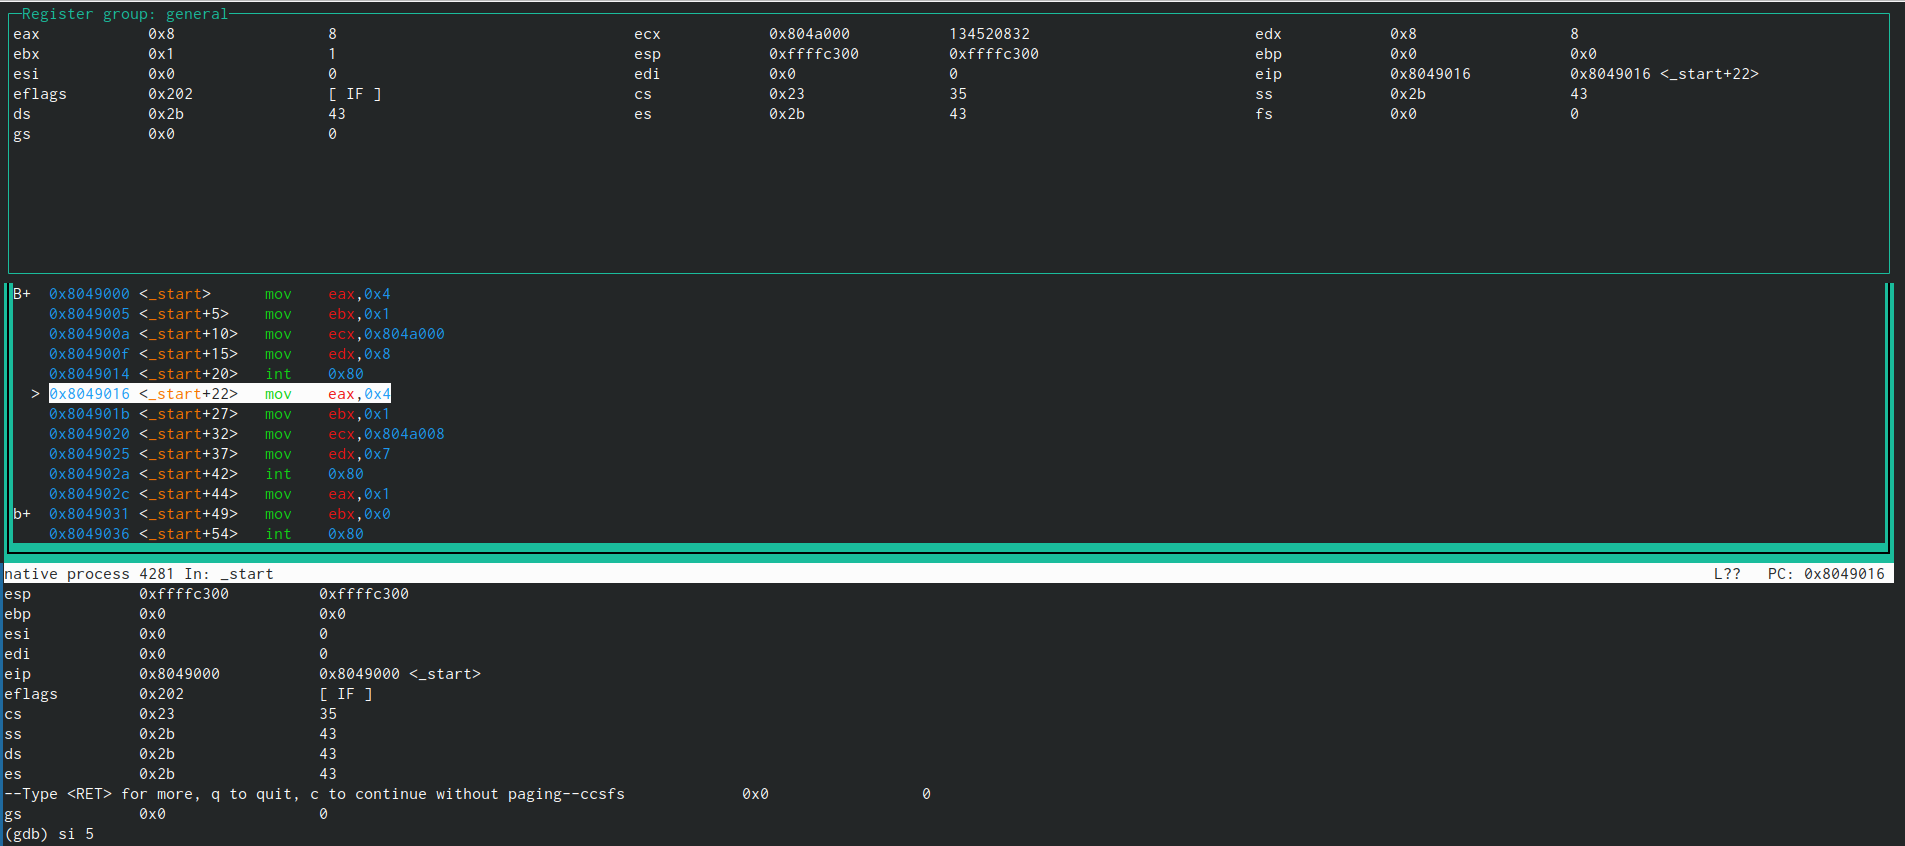 Register group: general
eax 0x8 8 ecx 0x804a000 134520832 edx 0x8 8
ebx 0x1 1 esp 0xffffc300 0xffffc300 ebp 0x0 0x0
esi 0x0 0 edi 0x0 0 eip 0x8049016 0x8049016 <_start+22>
eflags 0x202 [ IF ] cs 0x23 35 ss 0x2b 43
ds 0x2b 43 es 0x2b 43 fs 0x0 0
gs 0x0 0
B+ 0x8049000 <_start> mov eax,0x4
0x8049005 <_start+5> mov ebx,0x1
0x804900a <_start+10> mov ecx,0x804a000
0x804900f <_start+15> mov edx,0x8
0x8049014 <_start+20> int 0x80
> 0x8049016 <_start+22> mov eax,0x4
0x804901b <_start+27> mov ebx,0x1
0x8049020 <_start+32> mov ecx,0x804a008
0x8049025 <_start+37> mov edx,0x7
0x804902a <_start+42> int 0x80
0x804902c <_start+44> mov eax,0x1
b+ 0x8049031 <_start+49> mov ebx,0x0
0x8049036 <_start+54> int 0x80
native process 4281 In: _start L?? PC: 0x8049016
esp 0xffffc300 0xffffc300
ebp 0x0 0x0
esi 0x0 0
edi 0x0 0
eip 0x8049000 0x8049000 <_start>
eflags 0x202 [ IF ]
cs 0x23 35
ss 0x2b 43
ds 0x2b 43
es 0x2b 43
--Type <RET> for more, q to quit, c to continue without paging--ccsfs 0x0 0
gs 0x0 0
(gdb) si 5